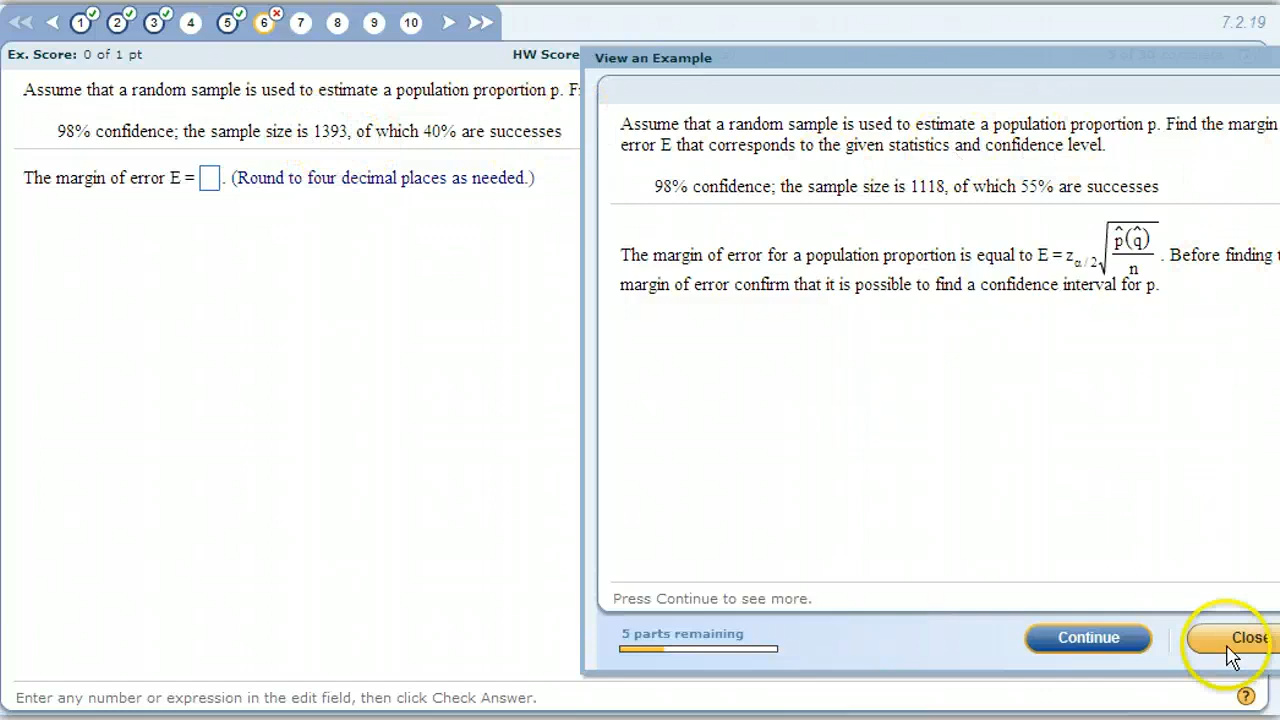 1 2 3 4 5 6 7 8 9 10 7.2.19
Ex. Score: 0 of 1 pt HW Score
Assume that a random sample is used to estimate a population proportion p.
98% confidence; the sample size is 1393, of which 40% are successes
The margin of error E = . (Round to four decimal places as needed.)
View an Example
Assume that a random sample is used to estimate a population proportion p. Find the margin
error E that corresponds to the given statistics and confidence level.
98% confidence; the sample size is 1118, of which 55% are successes
The margin of error for a population proportion is equal to E = z α/2 √ p̂(q̂) / n . Before finding
margin of error confirm that it is possible to find a confidence interval for p.
Press Continue to see more.
5 parts remaining Continue Close
Enter any number or expression in the edit field, then click Check Answer. ?